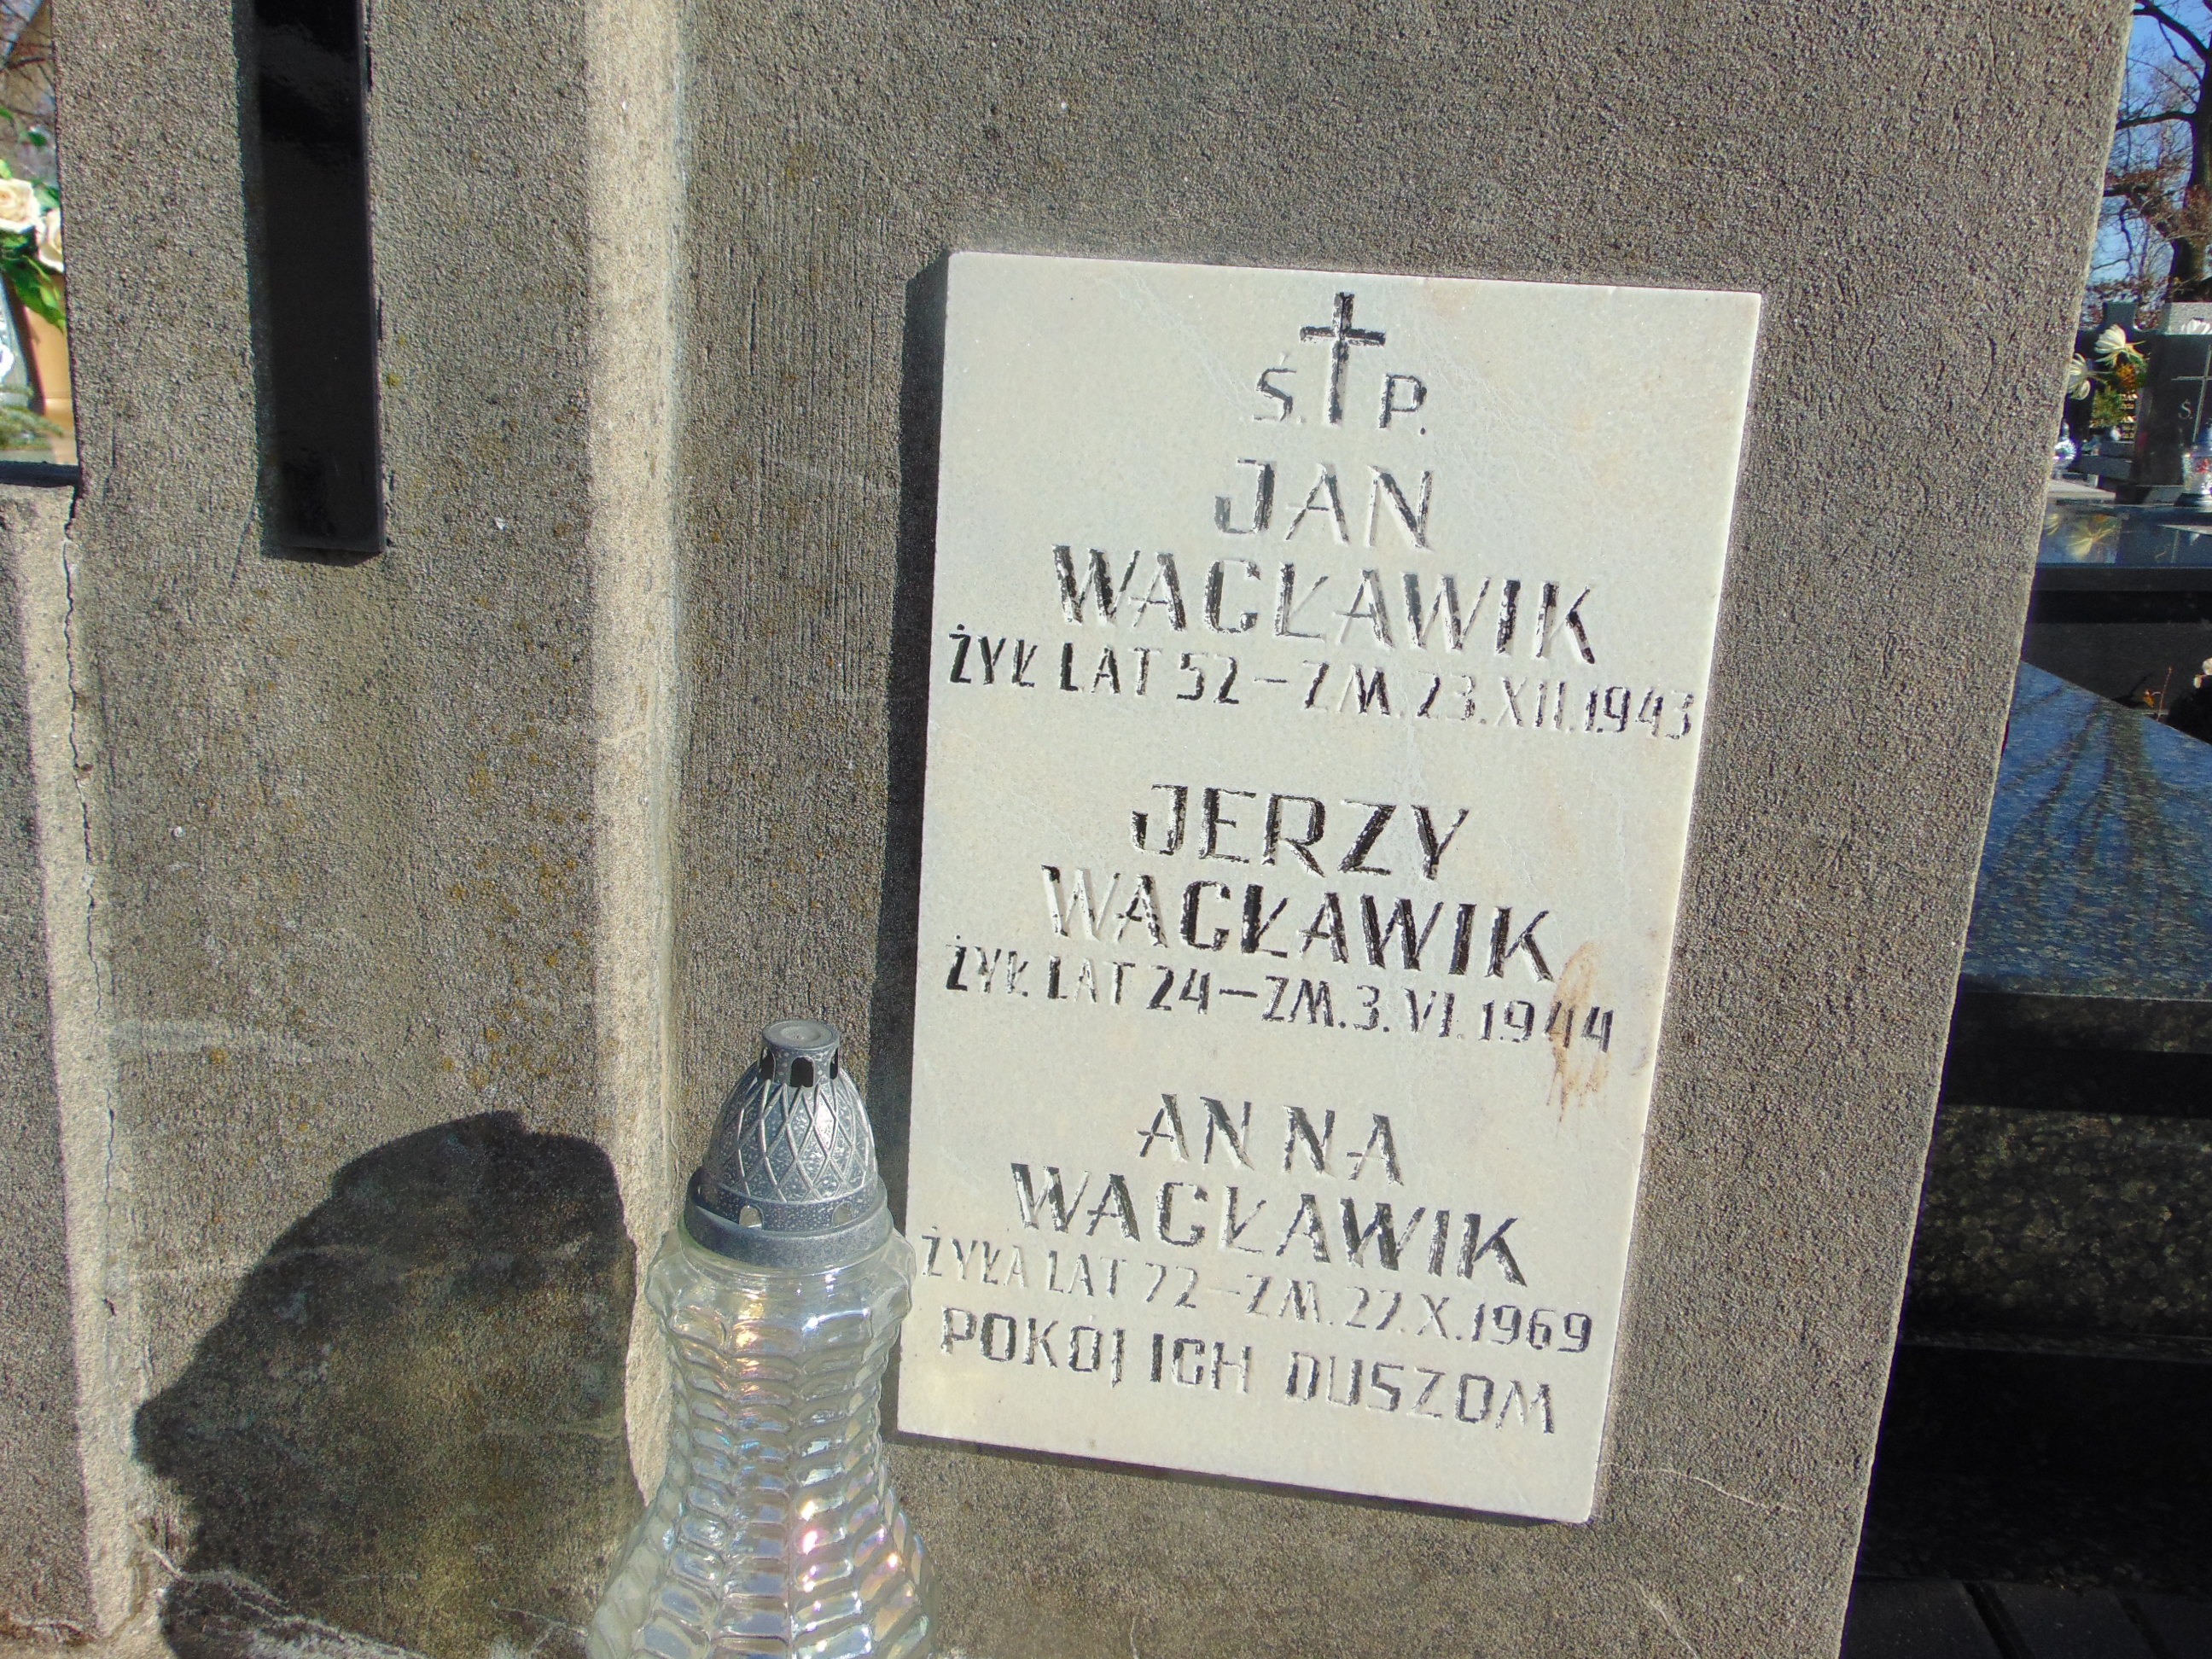 Ś. P.
JAN
WACŁAWIK
ŻYŁ LAT 52 – ZM. 23. XII. 1943
JERZY
WACŁAWIK
ŻYŁ LAT 24 – ZM. 3. VI. 1944
ANNA
WACŁAWIK
ŻYŁA LAT 72 – ZM. 27. X. 1969
POKÓJ ICH DUSZOM